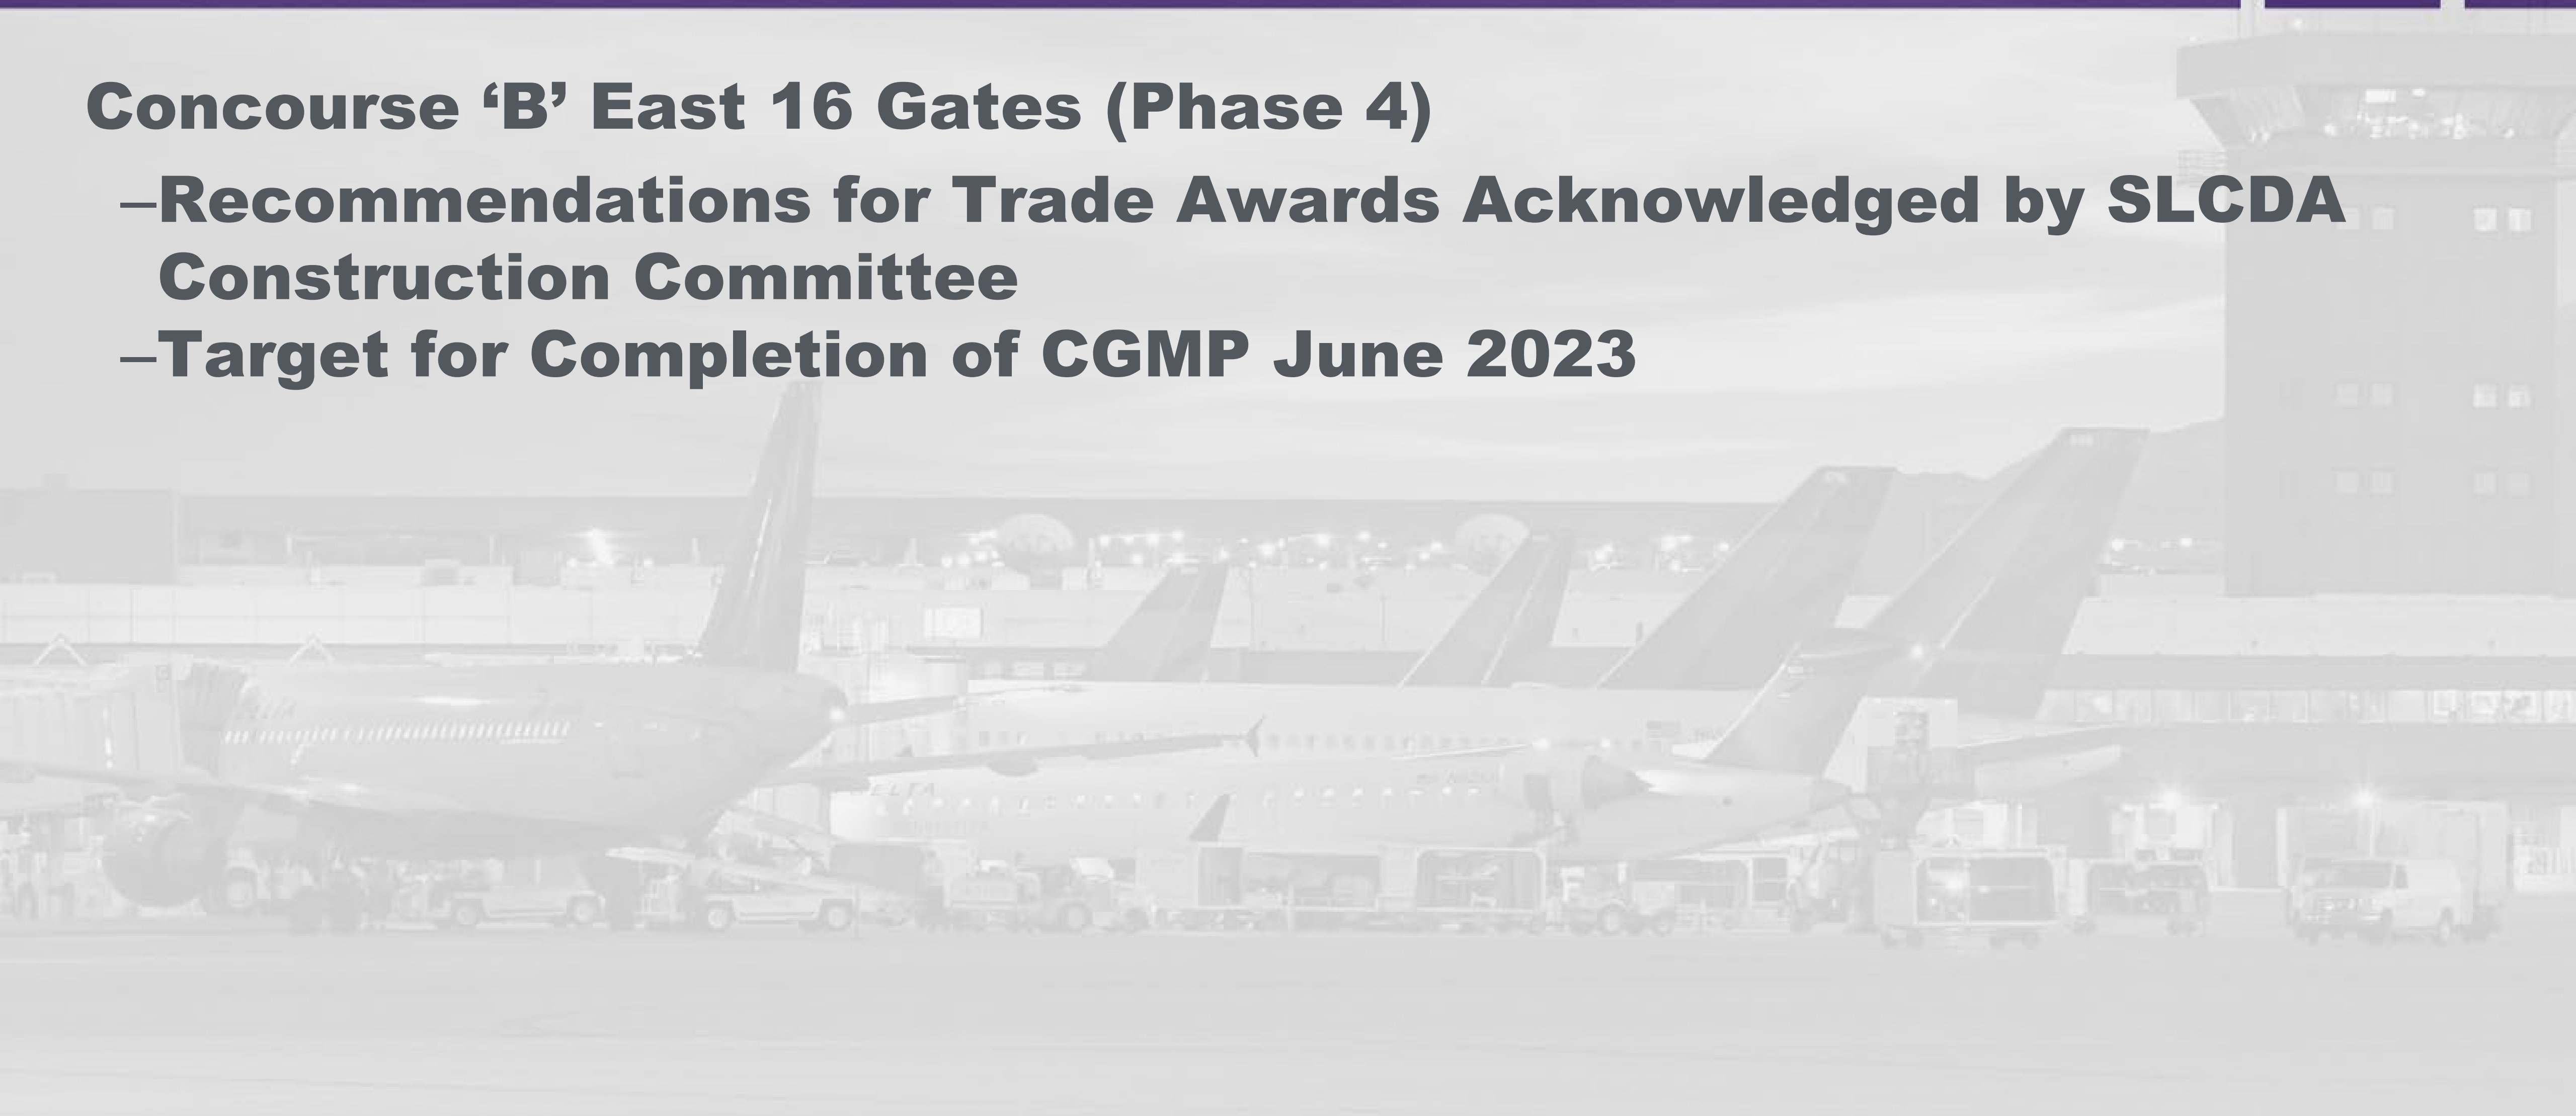 Concourse ‘B’ East 16 Gates (Phase 4)
–Recommendations for Trade Awards Acknowledged by SLCDA
Construction Committee
–Target for Completion of CGMP June 2023
DELTA